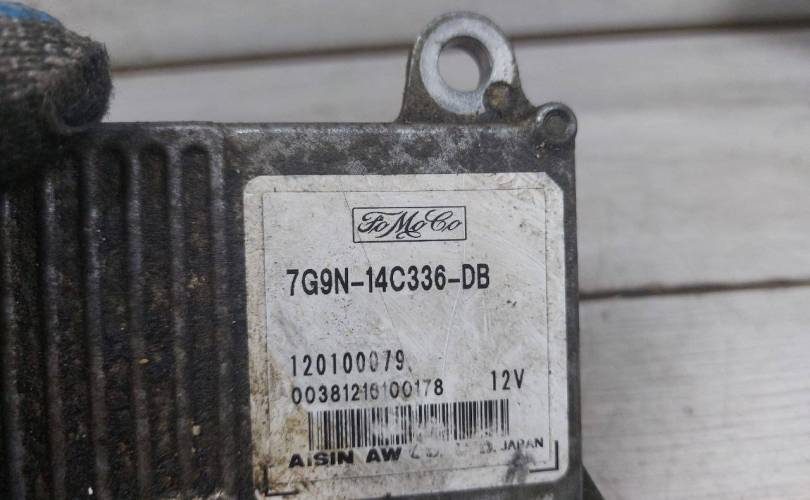 FoMoCo
7G9N-14C336-DB
120100079
00381216100178 12V
AISIN AW JAPAN